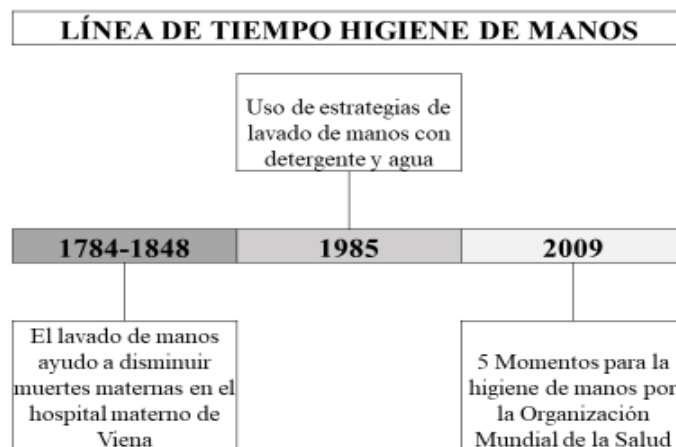 LÍNEA DE TIEMPO HIGIENE DE MANOS
Uso de estrategias de
lavado de manos con
detergente y agua
1784-1848
1985
2009
El lavado de manos
ayudo a disminuir
muertes maternas en el
hospital materno de
Viena
5 Momentos para la
higiene de manos por
la Organización
Mundial de la Salud